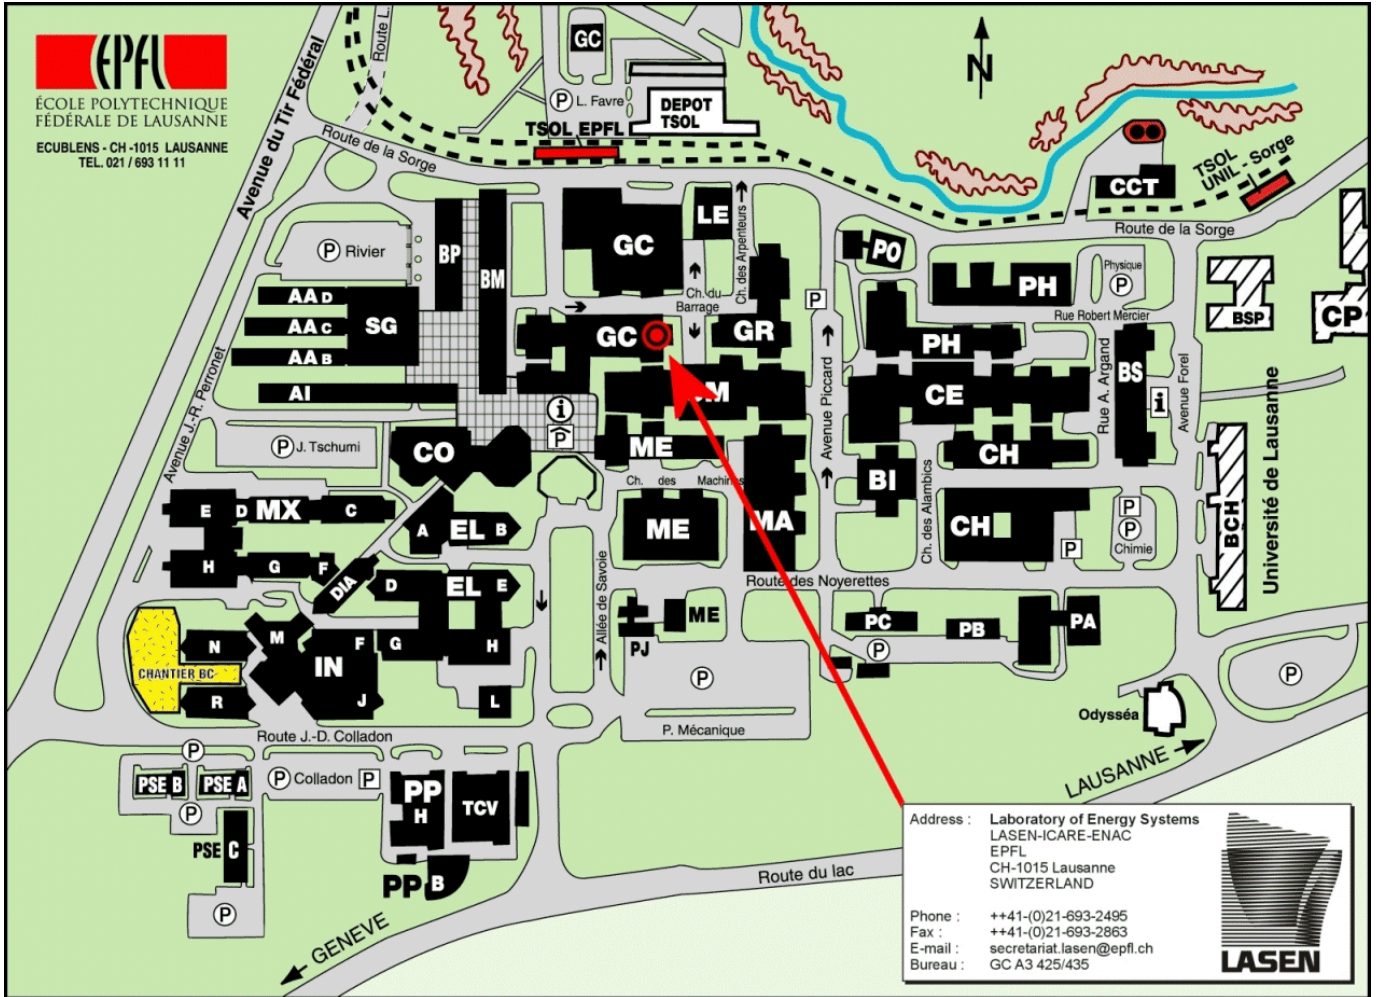 EPFL
ÉCOLE POLYTECHNIQUE
FÉDÉRALE DE LAUSANNE
ECUBLENS - CH -1015 LAUSANNE
TEL. 021 / 693 11 11
Avenue du Tir Fédéral
Route L.
GC
P L. Favre
DEPOT
TSOL
TSOL EPFL
N
Route de la Sorge
CCT
TSOL
UNIL - Sorge
Route de la Sorge
P Rivier
BP
BM
GC
LE
Ch. des Arpenteurs
PO
PH
Physique
P
BSP
CP
AA D
AA C
AA B
SG
AI
Ch. du
Barrage
P
Rue Robert Mercier
GC
GR
PH
Avenue J.-R. Perronet
Avenue Piccard
CE
Rue A. Argand
BS
i
Avenue Forel
M
i
P
P J. Tschumi
CO
ME
CH
Université de Lausanne
Ch. des Machines
BI
Ch. des Alambics
E D MX C
A EL B
ME
MA
CH
P
P
P
Chimie
BCH
H G F
DIA
D EL E
Route des Noyerettes
Allée de Savoie
PJ
ME
PC
PB
PA
P
N
M
IN
F G
H
CHANTIER BC
R
J
L
P
P
Odysséa
Route J.-D. Colladon
P. Mécanique
LAUSANNE
P
PSE B
PSE A
P Colladon P
P
PP
H
TCV
PSE C
PP B
P
Route du lac
GENEVE
Address : Laboratory of Energy Systems
LASEN-ICARE-ENAC
EPFL
CH-1015 Lausanne
SWITZERLAND
Phone : ++41-(0)21-693-2495
Fax : ++41-(0)21-693-2863
E-mail : secretariat.lasen@epfl.ch
Bureau : GC A3 425/435
LASEN